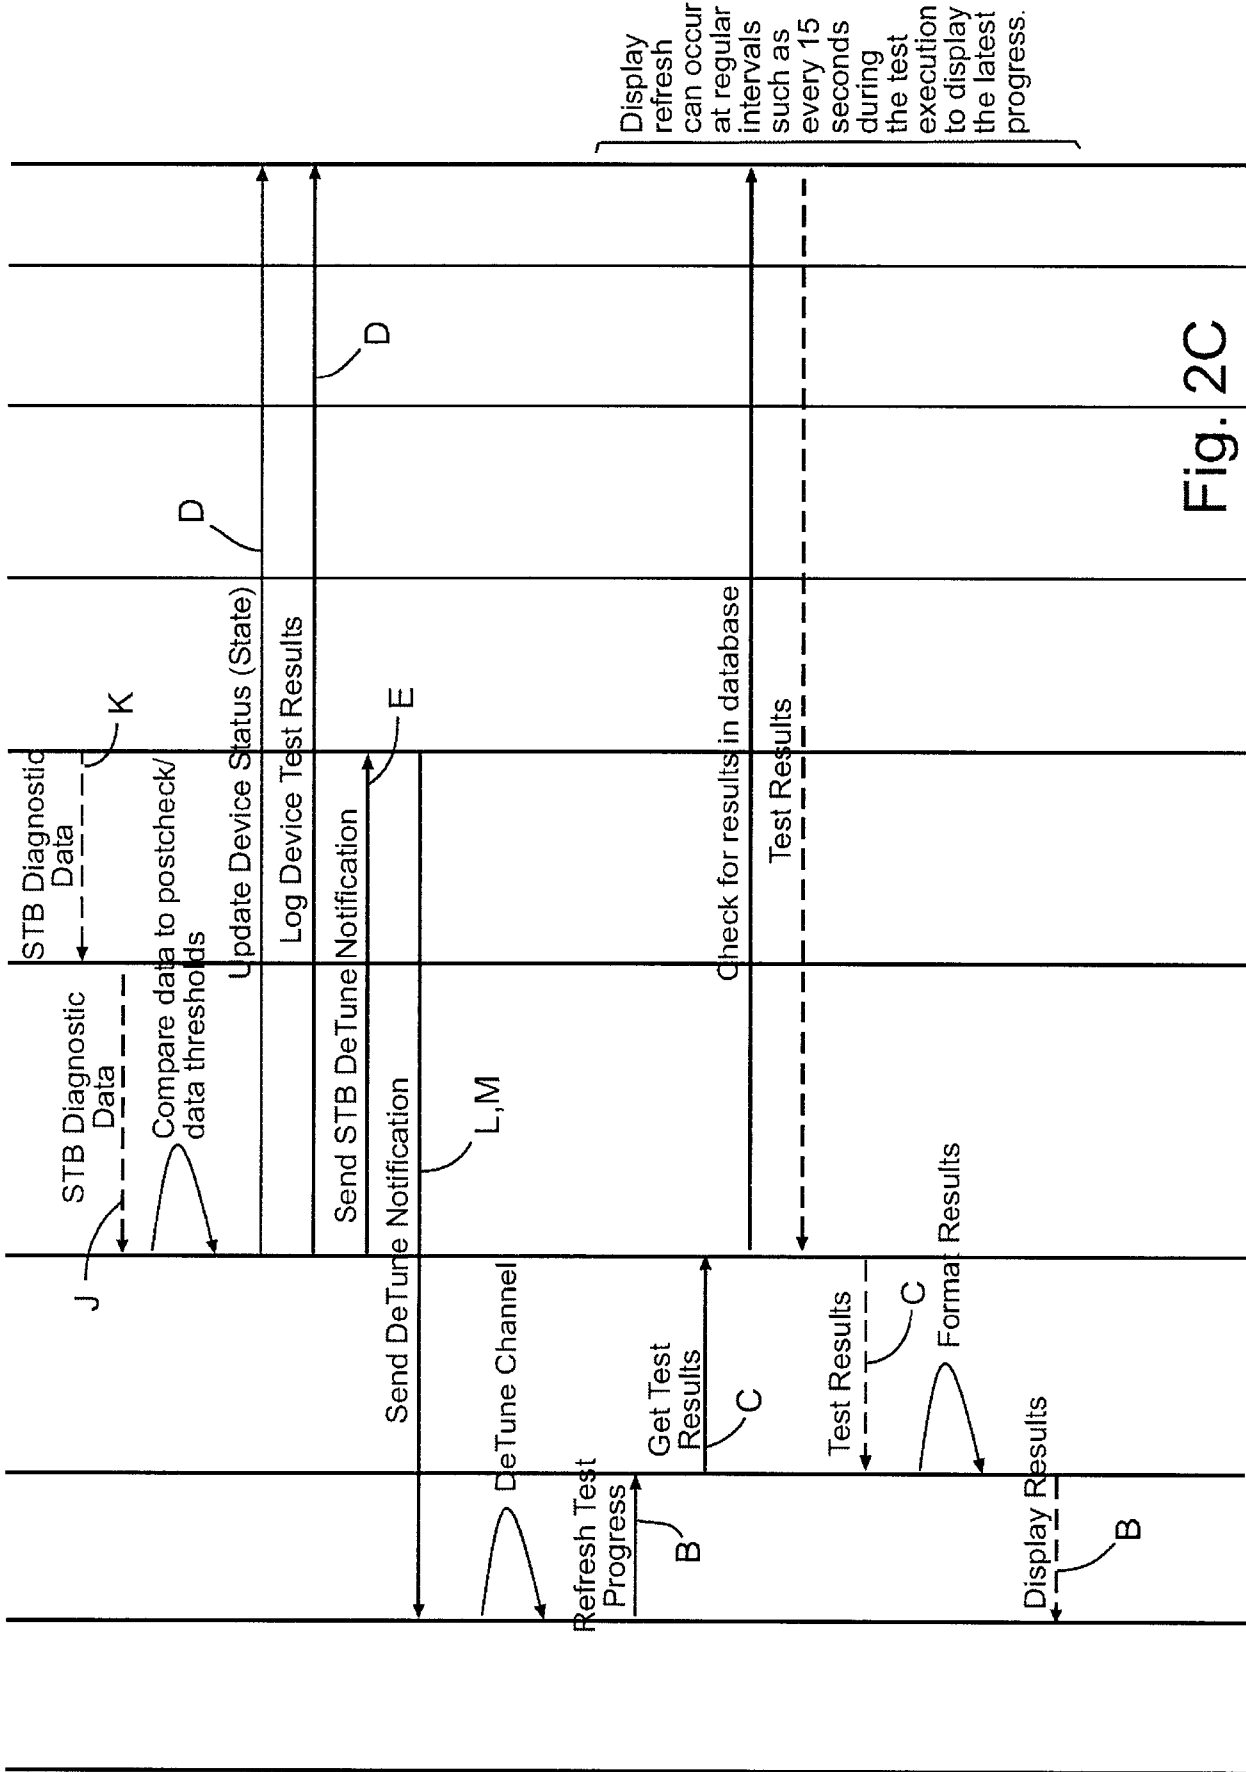 STB Diagnostic
Data
K
STB Diagnostic
Data
J
Compare data to postcheck/
data thresholds
Update Device Status (State)
D
Log Device Test Results
D
Send STB DeTune Notification
E
Send DeTune Notification
L,M
DeTune Channel
Refresh Test
Progress
B
Get Test
Results
C
Check for results in database
Test Results
Test Results
C
Format Results
Display Results
B
Display
refresh
can occur
at regular
intervals
such as
every 15
seconds
during
the test
execution
to display
the latest
progress.
Fig. 2C